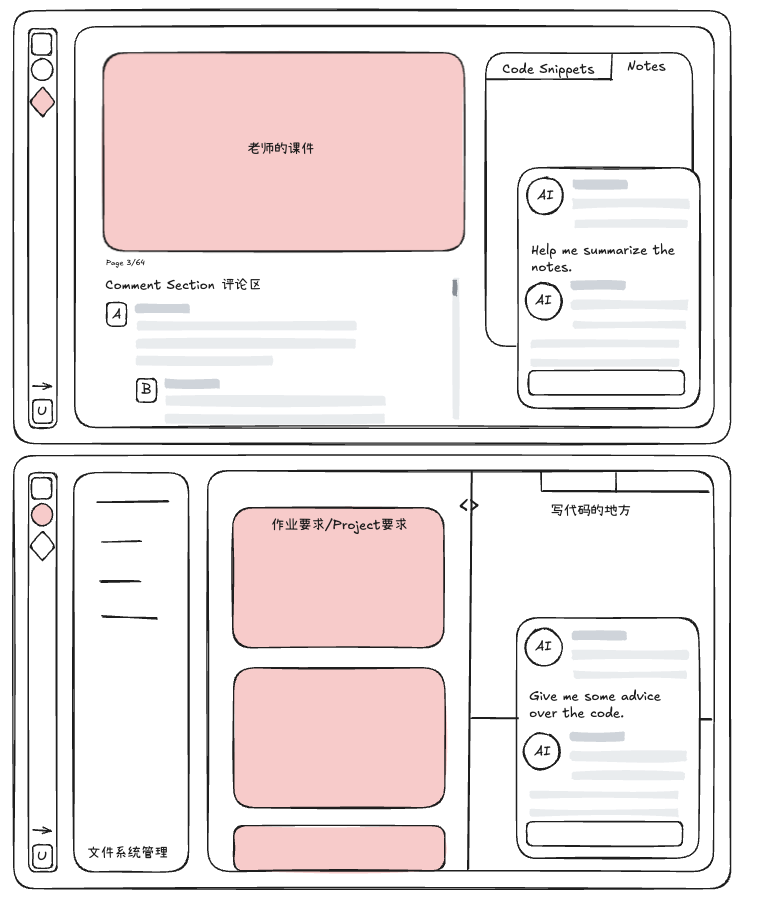 Code Snippets
Notes
老师的课件
AI
Page 3/64
Help me summarize the
notes.
Comment Section 评论区
AI
A
B
U
作业要求/Project要求
<>
写代码的地方
AI
Give me some advice
over the code.
AI
文件系统管理
U